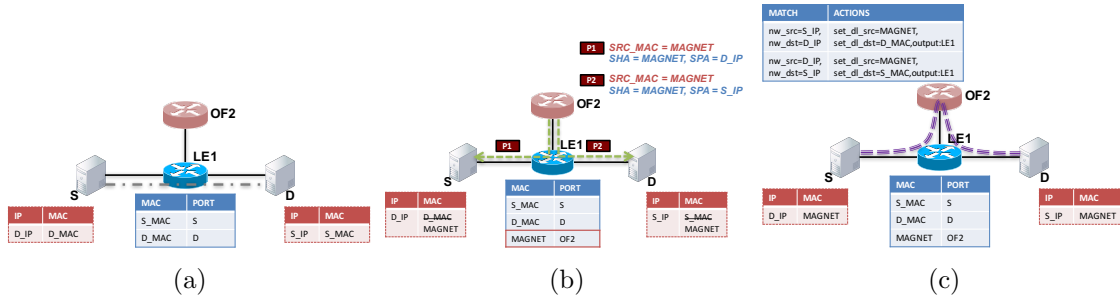 OF2
LE1
S
D
MAC PORT
S_MAC S
D_MAC D
IP MAC
D_IP D_MAC
IP MAC
S_IP S_MAC
(a)
P1 SRC_MAC = MAGNET
SHA = MAGNET, SPA = D_IP
P2 SRC_MAC = MAGNET
SHA = MAGNET, SPA = S_IP
OF2
P1
LE1
P2
S
D
MAC PORT
S_MAC S
D_MAC D
MAGNET OF2
IP MAC
D_IP D_MAC
MAGNET
IP MAC
S_IP S_MAC
MAGNET
(b)
MATCH ACTIONS
nw_src=S_IP, set_dl_src=MAGNET,
nw_dst=D_IP set_dl_dst=D_MAC,output:LE1
nw_src=D_IP, set_dl_src=MAGNET,
nw_dst=S_IP set_dl_dst=S_MAC,output:LE1
OF2
LE1
S
D
MAC PORT
S_MAC S
D_MAC D
MAGNET OF2
IP MAC
D_IP MAGNET
IP MAC
S_IP MAGNET
(c)